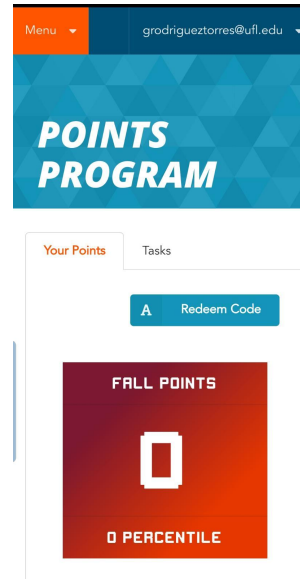 Menu grodrigueztorres@ufl.edu
POINTS
PROGRAM
Your Points Tasks
A Redeem Code
FALL POINTS
0
0 PERCENTILE